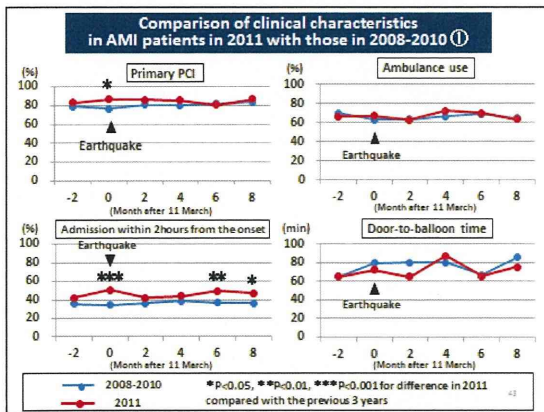 Comparison of clinical characteristics
in AMI patients in 2011 with those in 2008-2010 ①
(%)
Primary PCI
100
80
60
40
20
0
*
Earthquake
-2 0 2 4 6 8
(Month after 11 March)
(%)
Ambulance use
100
80
60
40
20
0
Earthquake
-2 0 2 4 6 8
(Month after 11 March)
(%)
Admission within 2hours from the onset
100
80
60
40
20
0
Earthquake
*** ** *
-2 0 2 4 6 8
(Month after 11 March)
(min)
Door-to-balloon time
100
80
60
40
20
0
Earthquake
-2 0 2 4 6 8
(Month after 11 March)
2008-2010
2011
*P<0.05, **P<0.01, ***P<0.001 for difference in 2011
compared with the previous 3 years